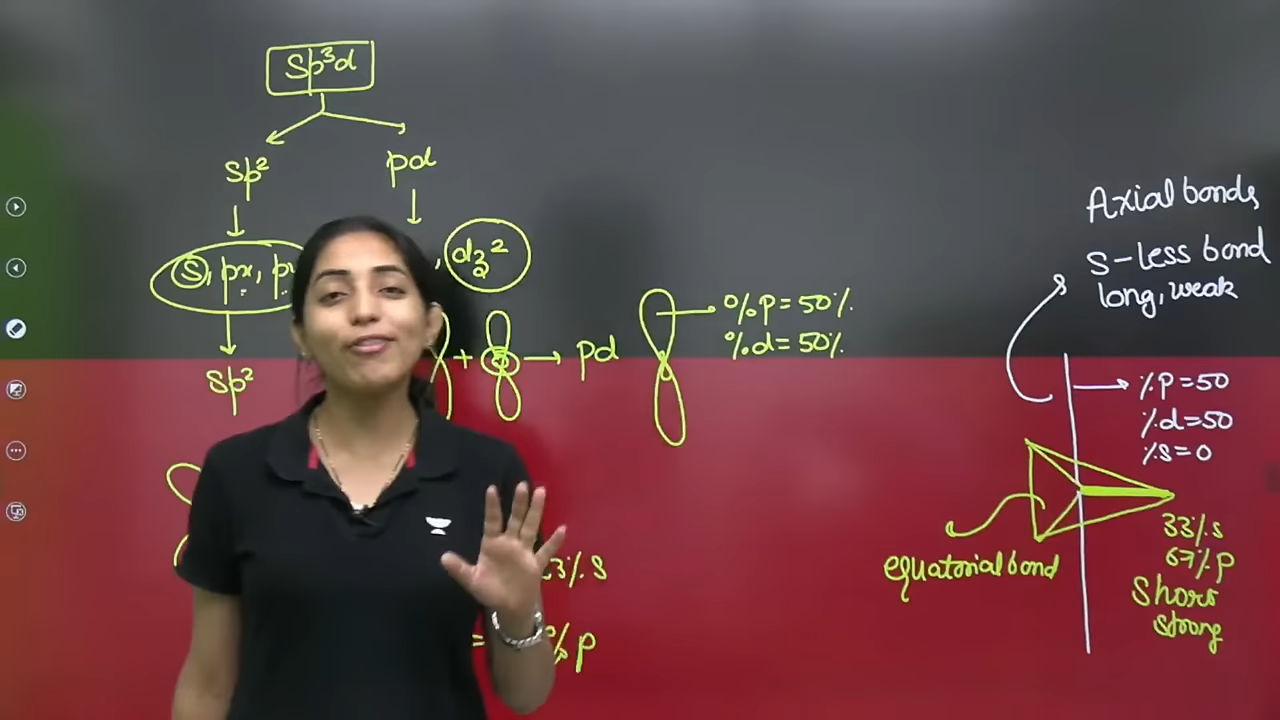 sp³d
sp² pd
(s), px, p
, dz²
sp²
+ → pd
%p = 50%
%d = 50%
3% s
= % p
Axial bonds
s-less bond
long, weak
%p = 50
%d = 50
%s = 0
equatorial bond
33% s
67% p
Short
strong